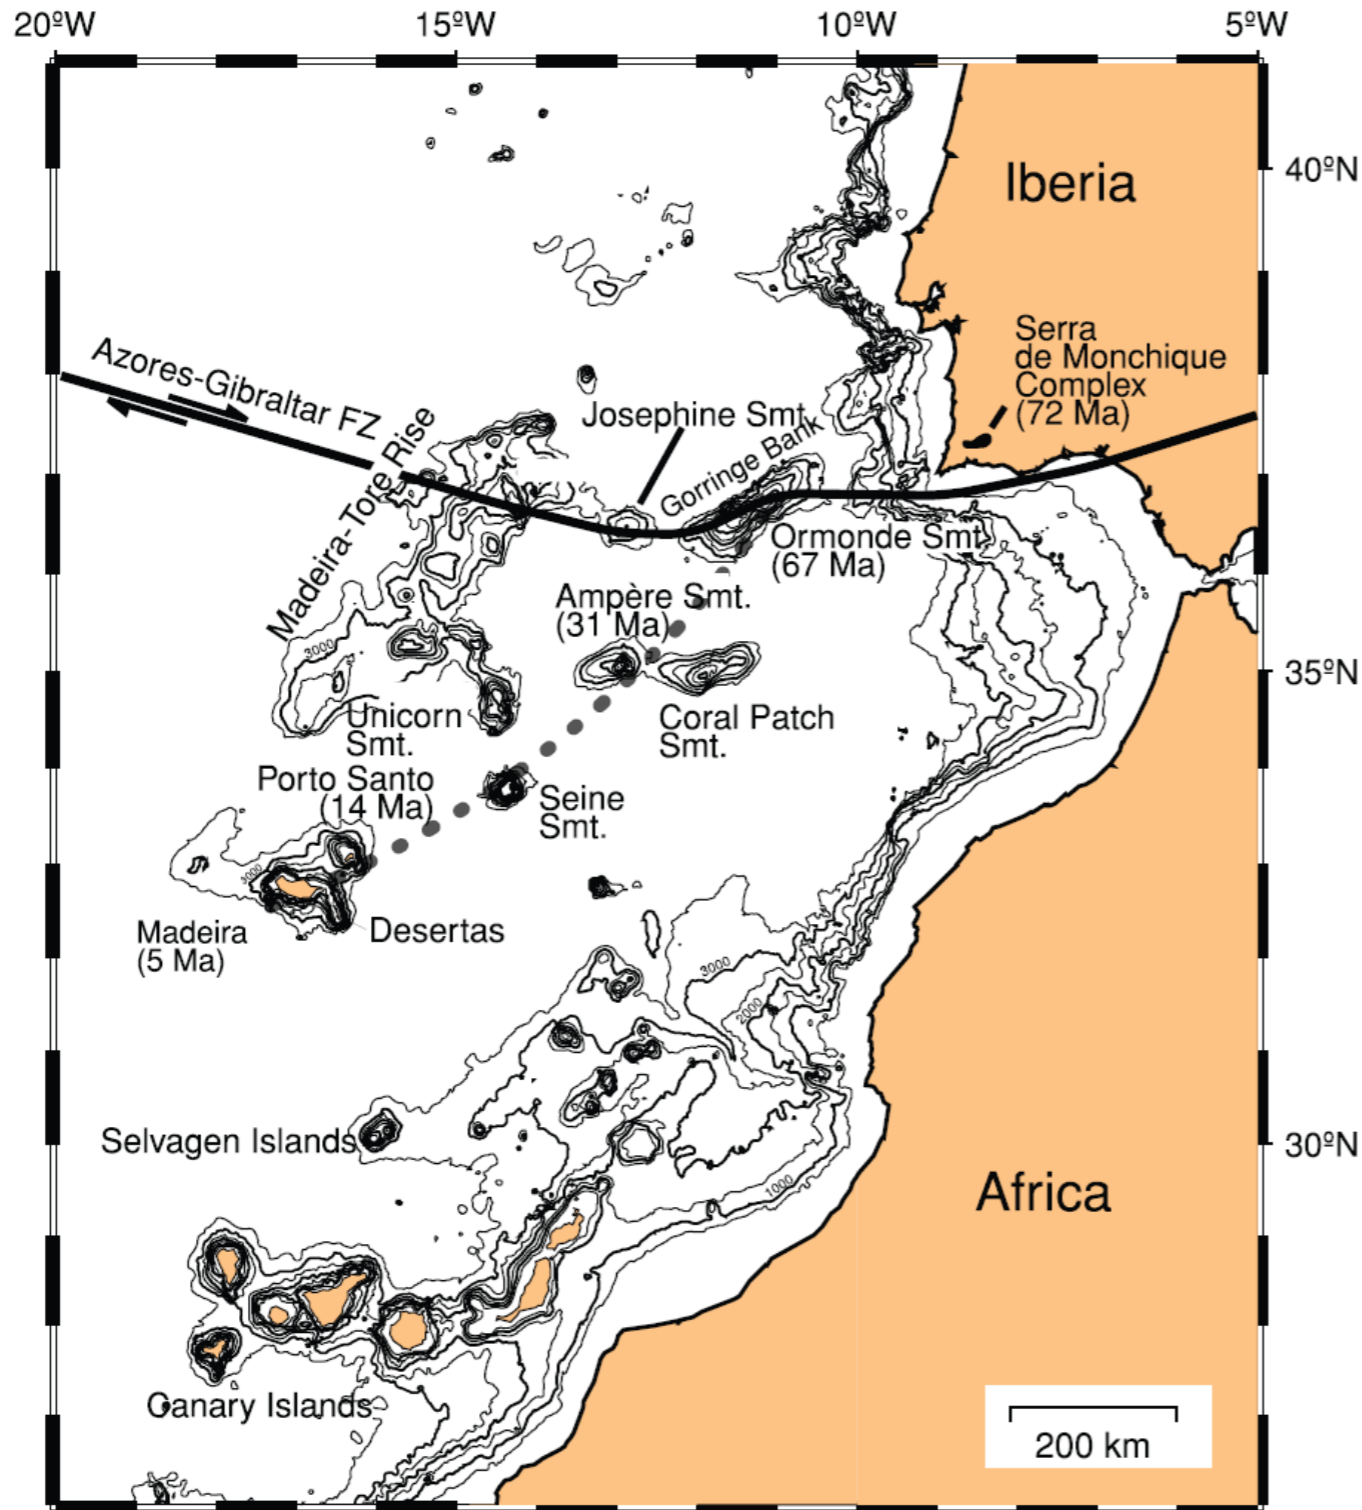 20ºW
15ºW
10ºW
5ºW
40ºN
Iberia
Serra
de Monchique
Complex
(72 Ma)
Azores-Gibraltar FZ
Josephine Smt.
Gorringe Bank
Madeira-Tore Rise
Ormonde Smt.
(67 Ma)
Ampère Smt.
(31 Ma)
3000
35ºN
Unicorn
Smt.
Coral Patch
Smt.
Porto Santo
(14 Ma)
Seine
Smt.
3000
Madeira
(5 Ma)
Desertas
3000
2000
Selvagen Islands
30ºN
1000
Africa
Canary Islands
200 km